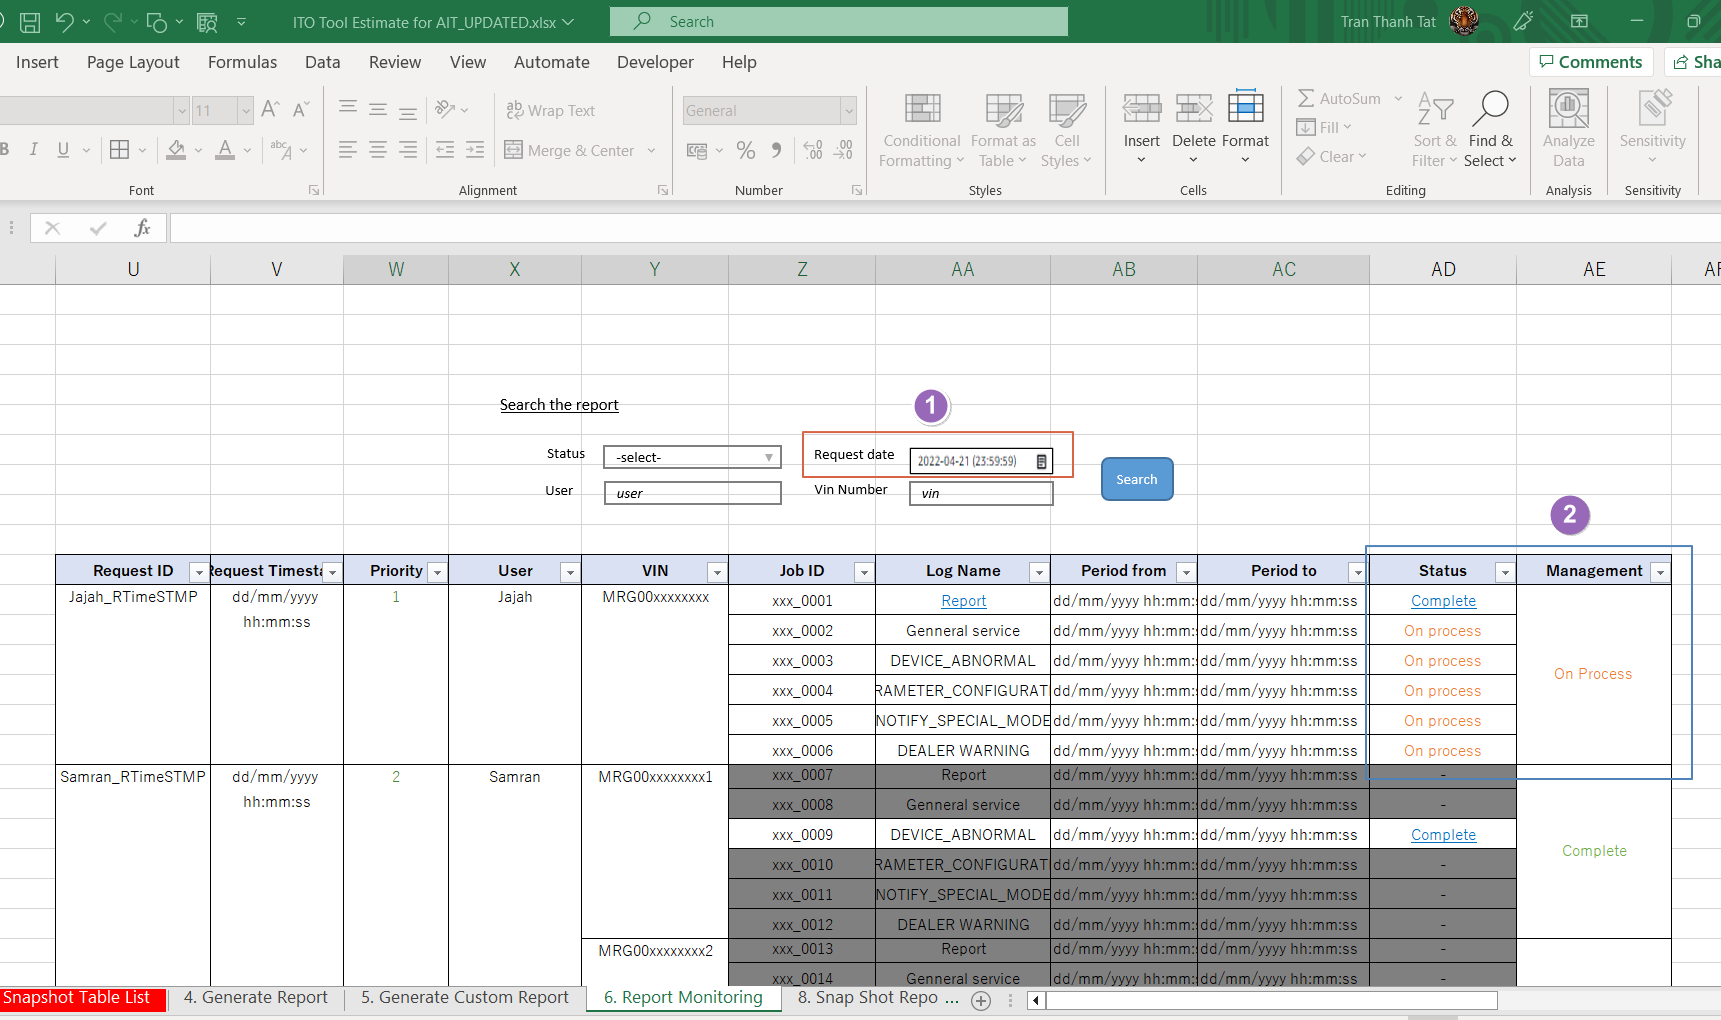 ITO Tool Estimate for AIT_UPDATED.xlsx
Search
Tran Thanh Tat
Insert Page Layout Formulas Data Review View Automate Developer Help
Comments
Sha
11 A A
ab Wrap Text
General
AutoSum
Fill
Clear
B I U A abc A
Merge & Center
% 9 .00 .00
Conditional Formatting
Format as Table
Cell Styles
Insert Delete Format
Sort & Filter
Find & Select
Analyze Data
Sensitivity
Font Alignment Number Styles Cells Editing Analysis Sensitivity
fx
U V W X Y Z AA AB AC AD AE AF
Search the report
1
Status -select- Request date 2022-04-21 (23:59:59)
Search
User user Vin Number vin
2
Request ID Request Timesta Priority User VIN Job ID Log Name Period from Period to Status Management
Jajah_RTimeSTMP dd/mm/yyyy hh:mm:ss 1 Jajah MRG00xxxxxxxx xxx_0001 Report dd/mm/yyyy hh:mm:s dd/mm/yyyy hh:mm:ss Complete
xxx_0002 Genneral service dd/mm/yyyy hh:mm:s dd/mm/yyyy hh:mm:ss On process
xxx_0003 DEVICE_ABNORMAL dd/mm/yyyy hh:mm:s dd/mm/yyyy hh:mm:ss On process
On Process
xxx_0004 RAMETER_CONFIGURATI dd/mm/yyyy hh:mm:s dd/mm/yyyy hh:mm:ss On process
xxx_0005 NOTIFY_SPECIAL_MODE dd/mm/yyyy hh:mm:s dd/mm/yyyy hh:mm:ss On process
xxx_0006 DEALER WARNING dd/mm/yyyy hh:mm:s dd/mm/yyyy hh:mm:ss On process
Samran_RTimeSTMP dd/mm/yyyy hh:mm:ss 2 Samran MRG00xxxxxxxx1 xxx_0007 Report dd/mm/yyyy hh:mm:s dd/mm/yyyy hh:mm:ss -
xxx_0008 Genneral service dd/mm/yyyy hh:mm:s dd/mm/yyyy hh:mm:ss -
xxx_0009 DEVICE_ABNORMAL dd/mm/yyyy hh:mm:s dd/mm/yyyy hh:mm:ss Complete
Complete
xxx_0010 RAMETER_CONFIGURATI dd/mm/yyyy hh:mm:s dd/mm/yyyy hh:mm:ss -
xxx_0011 NOTIFY_SPECIAL_MODE dd/mm/yyyy hh:mm:s dd/mm/yyyy hh:mm:ss -
xxx_0012 DEALER WARNING dd/mm/yyyy hh:mm:s dd/mm/yyyy hh:mm:ss -
MRG00xxxxxxxx2 xxx_0013 Report dd/mm/yyyy hh:mm:s dd/mm/yyyy hh:mm:ss -
xxx_0014 Genneral service dd/mm/yyyy hh:mm:s dd/mm/yyyy hh:mm:ss -
Snapshot Table List 4. Generate Report 5. Generate Custom Report 6. Report Monitoring 8. Snap Shot Repo ...